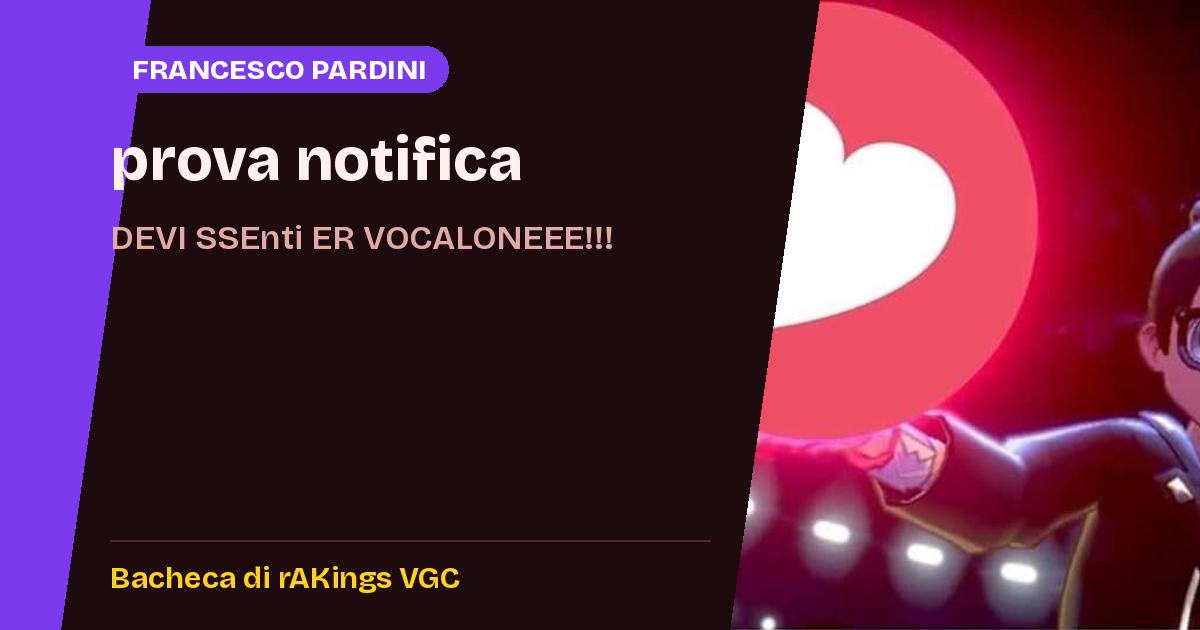 FRANCESCO PARDINI
prova notifica
DEVI SSEnti ER VOCALONEEE!!!
Bacheca di rAKings VGC